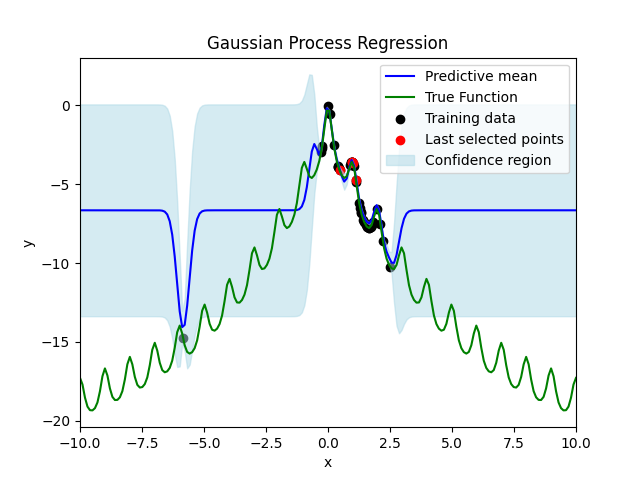 Gaussian Process Regression
Predictive mean
True Function
Training data
Last selected points
Confidence region
y
0
−5
−10
−15
−20
−10.0 −7.5 −5.0 −2.5 0.0 2.5 5.0 7.5 10.0
x